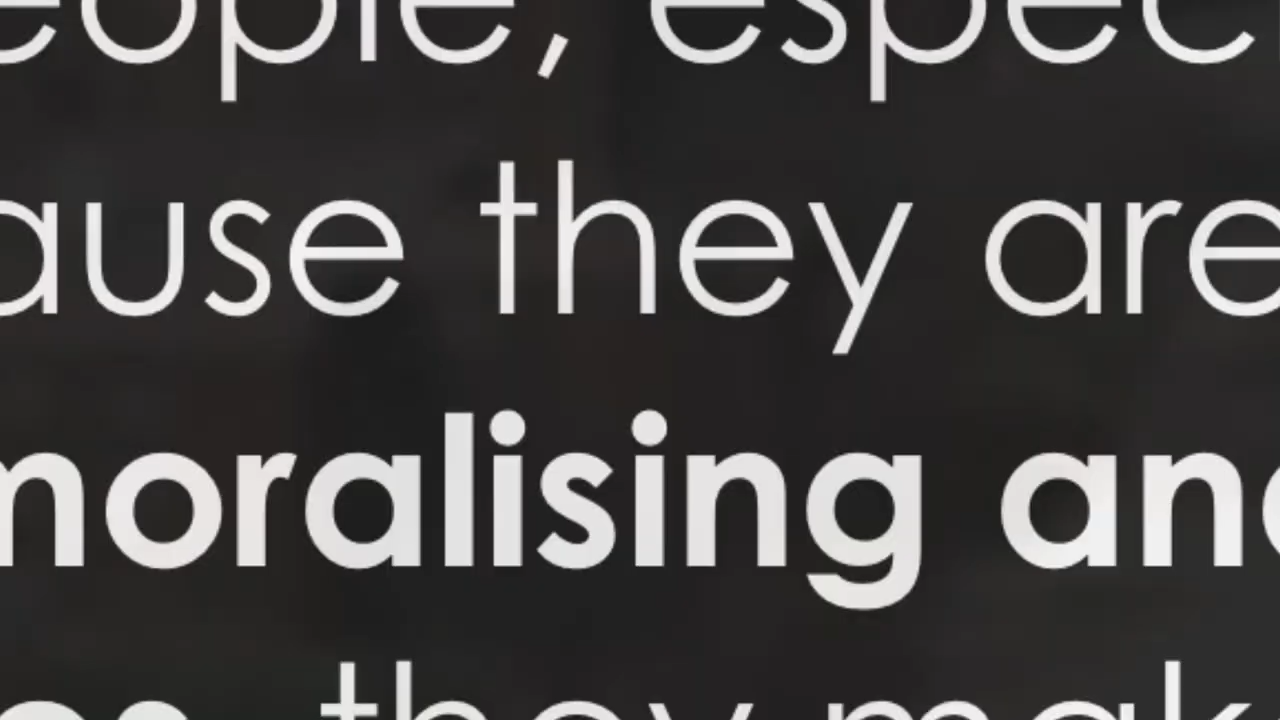 eople, espec
ause they are
moralising and
they mak